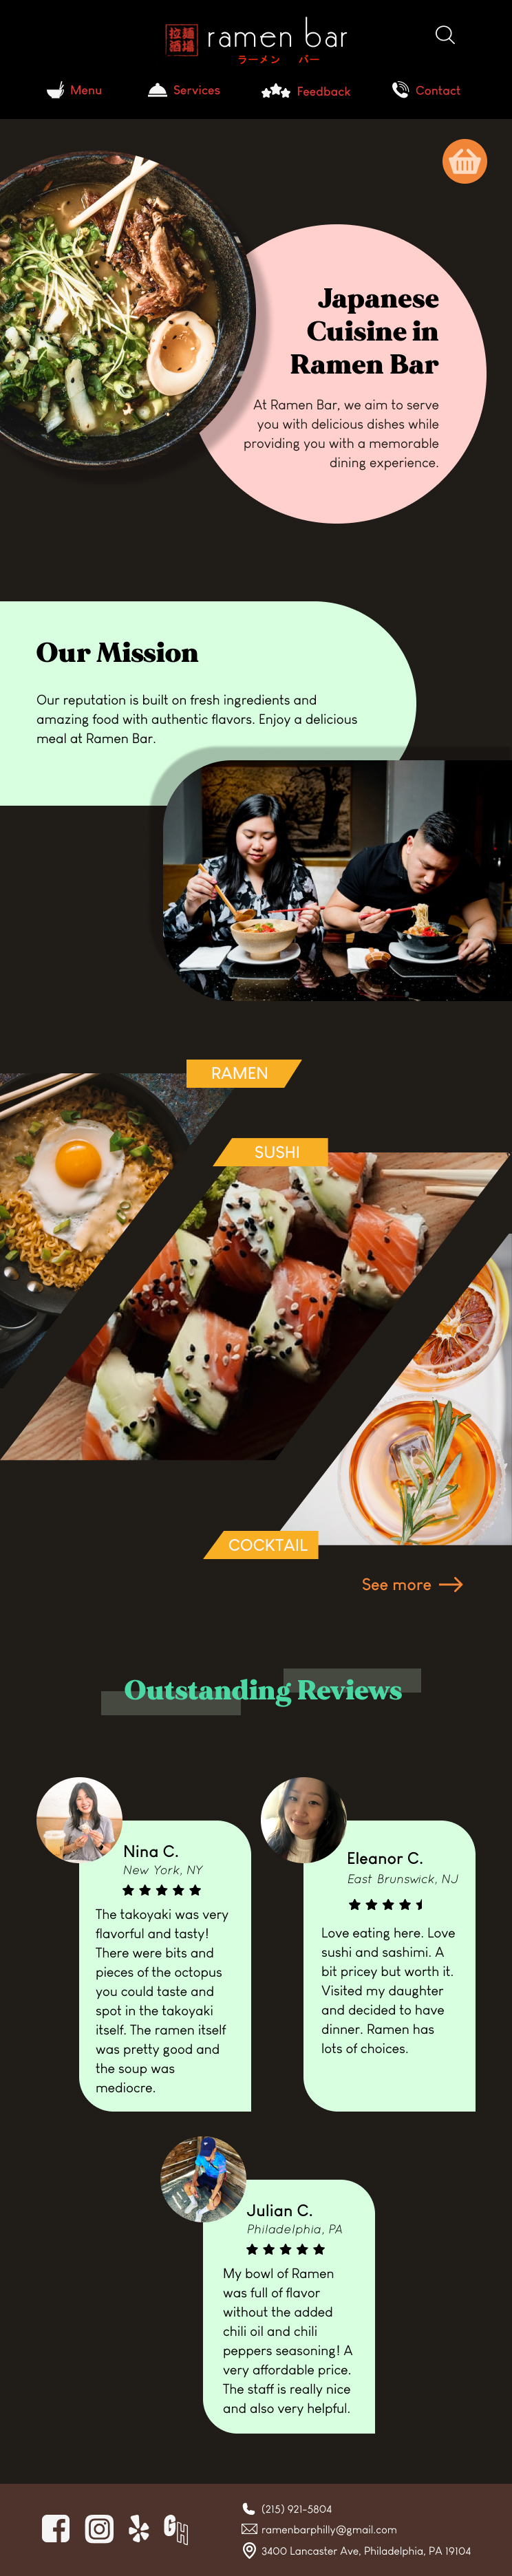 拉麺
酒場
ramen bar
ラーメン バー
Menu
Services
Feedback
Contact
Japanese
Cuisine in
Ramen Bar
At Ramen Bar, we aim to serve
you with delicious dishes while
providing you with a memorable
dining experience.
Our Mission
Our reputation is built on fresh ingredients and
amazing food with authentic flavors. Enjoy a delicious
meal at Ramen Bar.
RAMEN
SUSHI
COCKTAIL
See more
Outstanding Reviews
Nina C.
New York, NY
The takoyaki was very
flavorful and tasty!
There were bits and
pieces of the octopus
you could taste and
spot in the takoyaki
itself. The ramen itself
was pretty good and
the soup was
mediocre.
Eleanor C.
East Brunswick, NJ
Love eating here. Love
sushi and sashimi. A
bit pricey but worth it.
Visited my daughter
and decided to have
dinner. Ramen has
lots of choices.
Julian C.
Philadelphia, PA
My bowl of Ramen
was full of flavor
without the added
chili oil and chili
peppers seasoning! A
very affordable price.
The staff is really nice
and also very helpful.
GH
(215) 921-5804
ramenbarphilly@gmail.com
3400 Lancaster Ave, Philadelphia, PA 19104